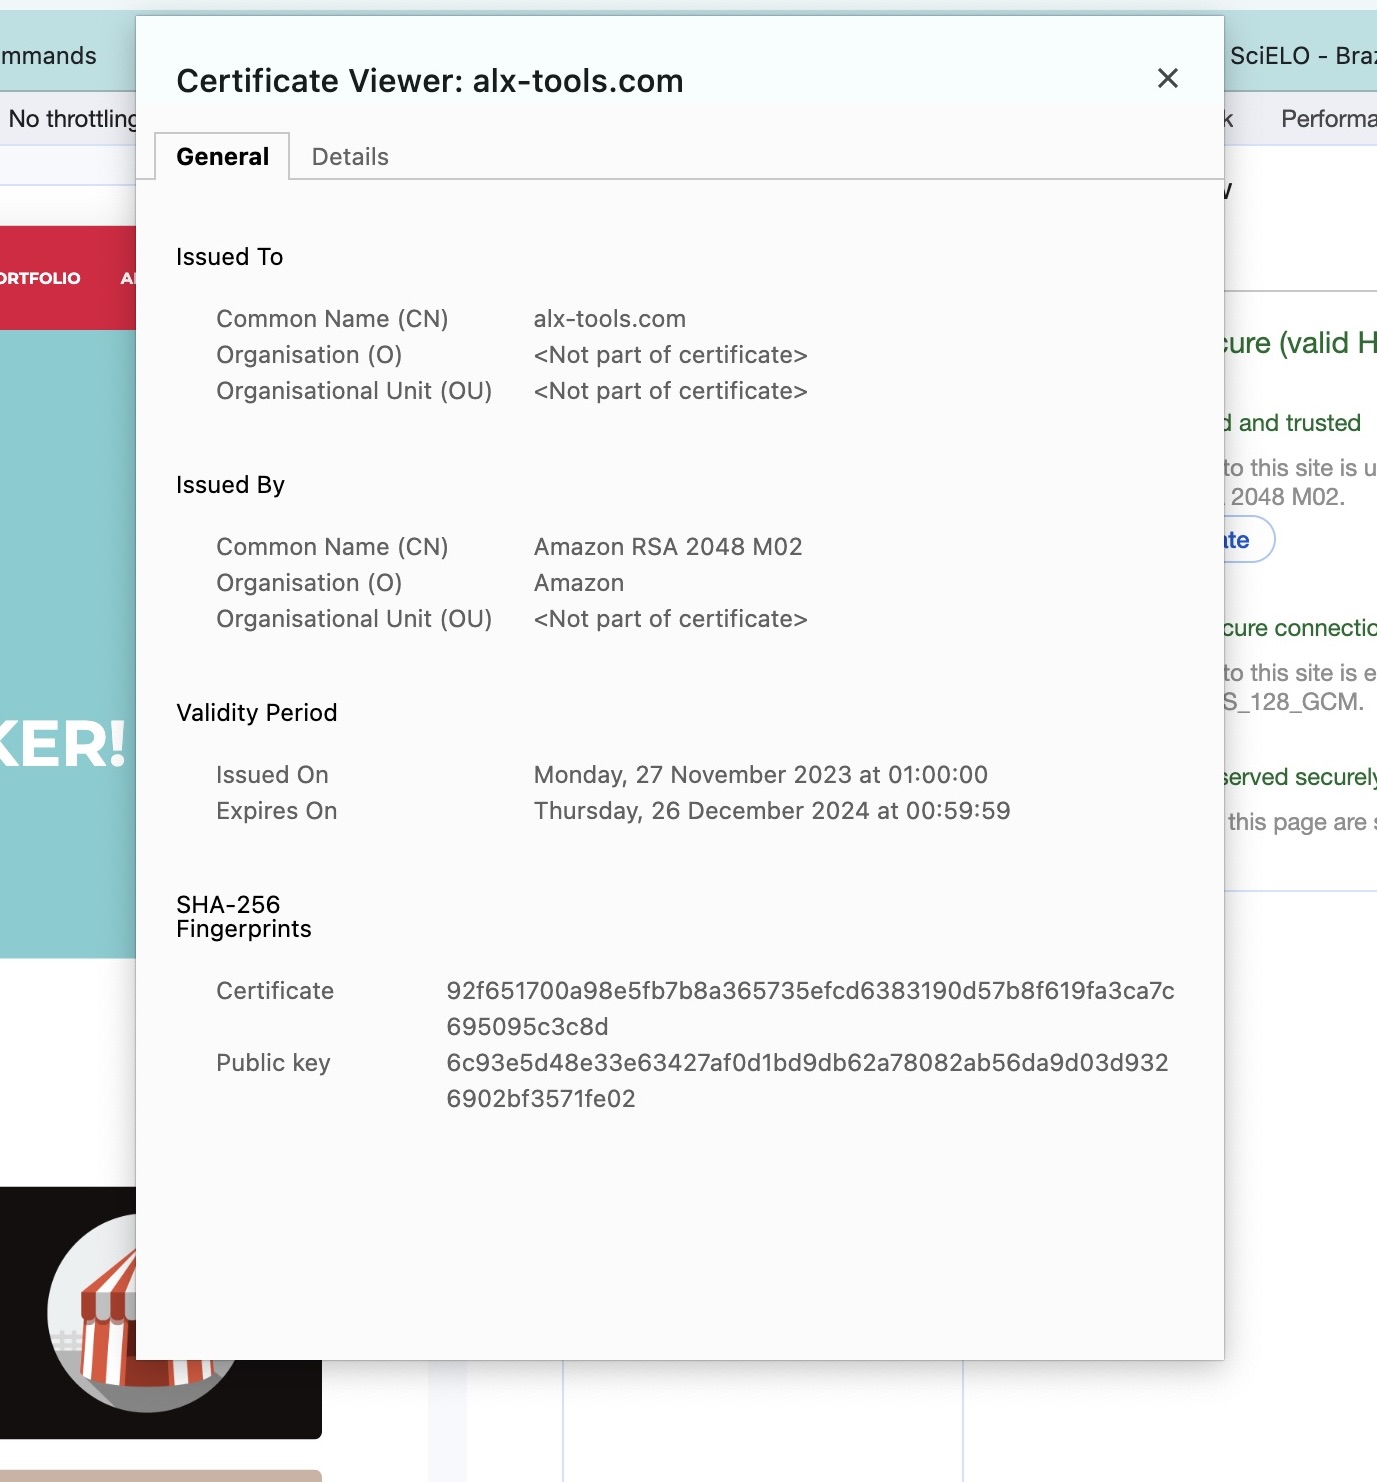 mmands
SciELO - Braz
No throttling
k
Performa
Certificate Viewer: alx-tools.com
General
Details
Issued To
Common Name (CN)
alx-tools.com
Organisation (O)
<Not part of certificate>
Organisational Unit (OU)
<Not part of certificate>
Issued By
Common Name (CN)
Amazon RSA 2048 M02
Organisation (O)
Amazon
Organisational Unit (OU)
<Not part of certificate>
Validity Period
Issued On
Monday, 27 November 2023 at 01:00:00
Expires On
Thursday, 26 December 2024 at 00:59:59
SHA-256
Fingerprints
Certificate
92f651700a98e5fb7b8a365735efcd6383190d57b8f619fa3ca7c
695095c3c8d
Public key
6c93e5d48e33e63427af0d1bd9db62a78082ab56da9d03d932
6902bf3571fe02
ORTFOLIO
KER!
cure (valid H
d and trusted
to this site is u
2048 M02.
ate
cure connectio
to this site is e
S_128_GCM.
served securely
this page are s